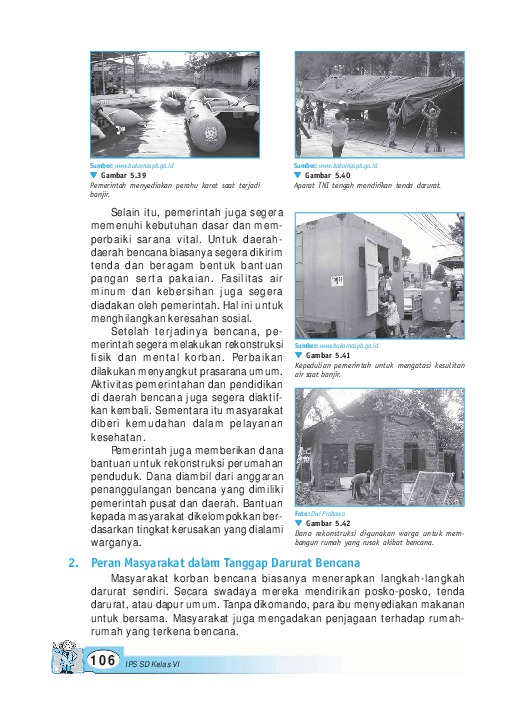 Sumber: www.bakornaspb.go.id
▼ Gambar 5.39
Pemerintah menyediakan perahu karet saat terjadi
banjir.
Sumber: www.bakornaspb.go.id
▼ Gambar 5.40
Aparat TNI tengah mendirikan tenda darurat.
Selain itu, pemerintah juga segera
memenuhi kebutuhan dasar dan mem-
perbaiki sarana vital. Untuk daerah-
daerah bencana biasanya segera dikirim
tenda dan beragam bentuk bantuan
pangan serta pakaian. Fasilitas air
minum dan kebersihan juga segera
diadakan oleh pemerintah. Hal ini untuk
menghilangkan keresahan sosial.
Setelah terjadinya bencana, pe-
merintah segera melakukan rekonstruksi
fisik dan mental korban. Perbaikan
dilakukan menyangkut prasarana umum.
Aktivitas pemerintahan dan pendidikan
di daerah bencana juga segera diaktif-
kan kembali. Sementara itu masyarakat
diberi kemudahan dalam pelayanan
kesehatan.
Pemerintah juga memberikan dana
bantuan untuk rekonstruksi perumahan
penduduk. Dana diambil dari anggaran
penanggulangan bencana yang dimiliki
pemerintah pusat dan daerah. Bantuan
kepada masyarakat dikelompokkan ber-
dasarkan tingkat kerusakan yang dialami
warganya.
Sumber: www.bakornaspb.go.id
▼ Gambar 5.41
Kepedulian pemerintah untuk mengatasi kesulitan
air saat banjir.
Foto: Dwi Prabowo
▼ Gambar 5.42
Dana rekonstruksi digunakan warga untuk mem-
bangun rumah yang rusak akibat bencana.
2. Peran Masyarakat dalam Tanggap Darurat Bencana
Masyarakat korban bencana biasanya menerapkan langkah-langkah
darurat sendiri. Secara swadaya mereka mendirikan posko-posko, tenda
darurat, atau dapur umum. Tanpa dikomando, para ibu menyediakan makanan
untuk bersama. Masyarakat juga mengadakan penjagaan terhadap rumah-
rumah yang terkena bencana.
106 IPS SD Kelas VI